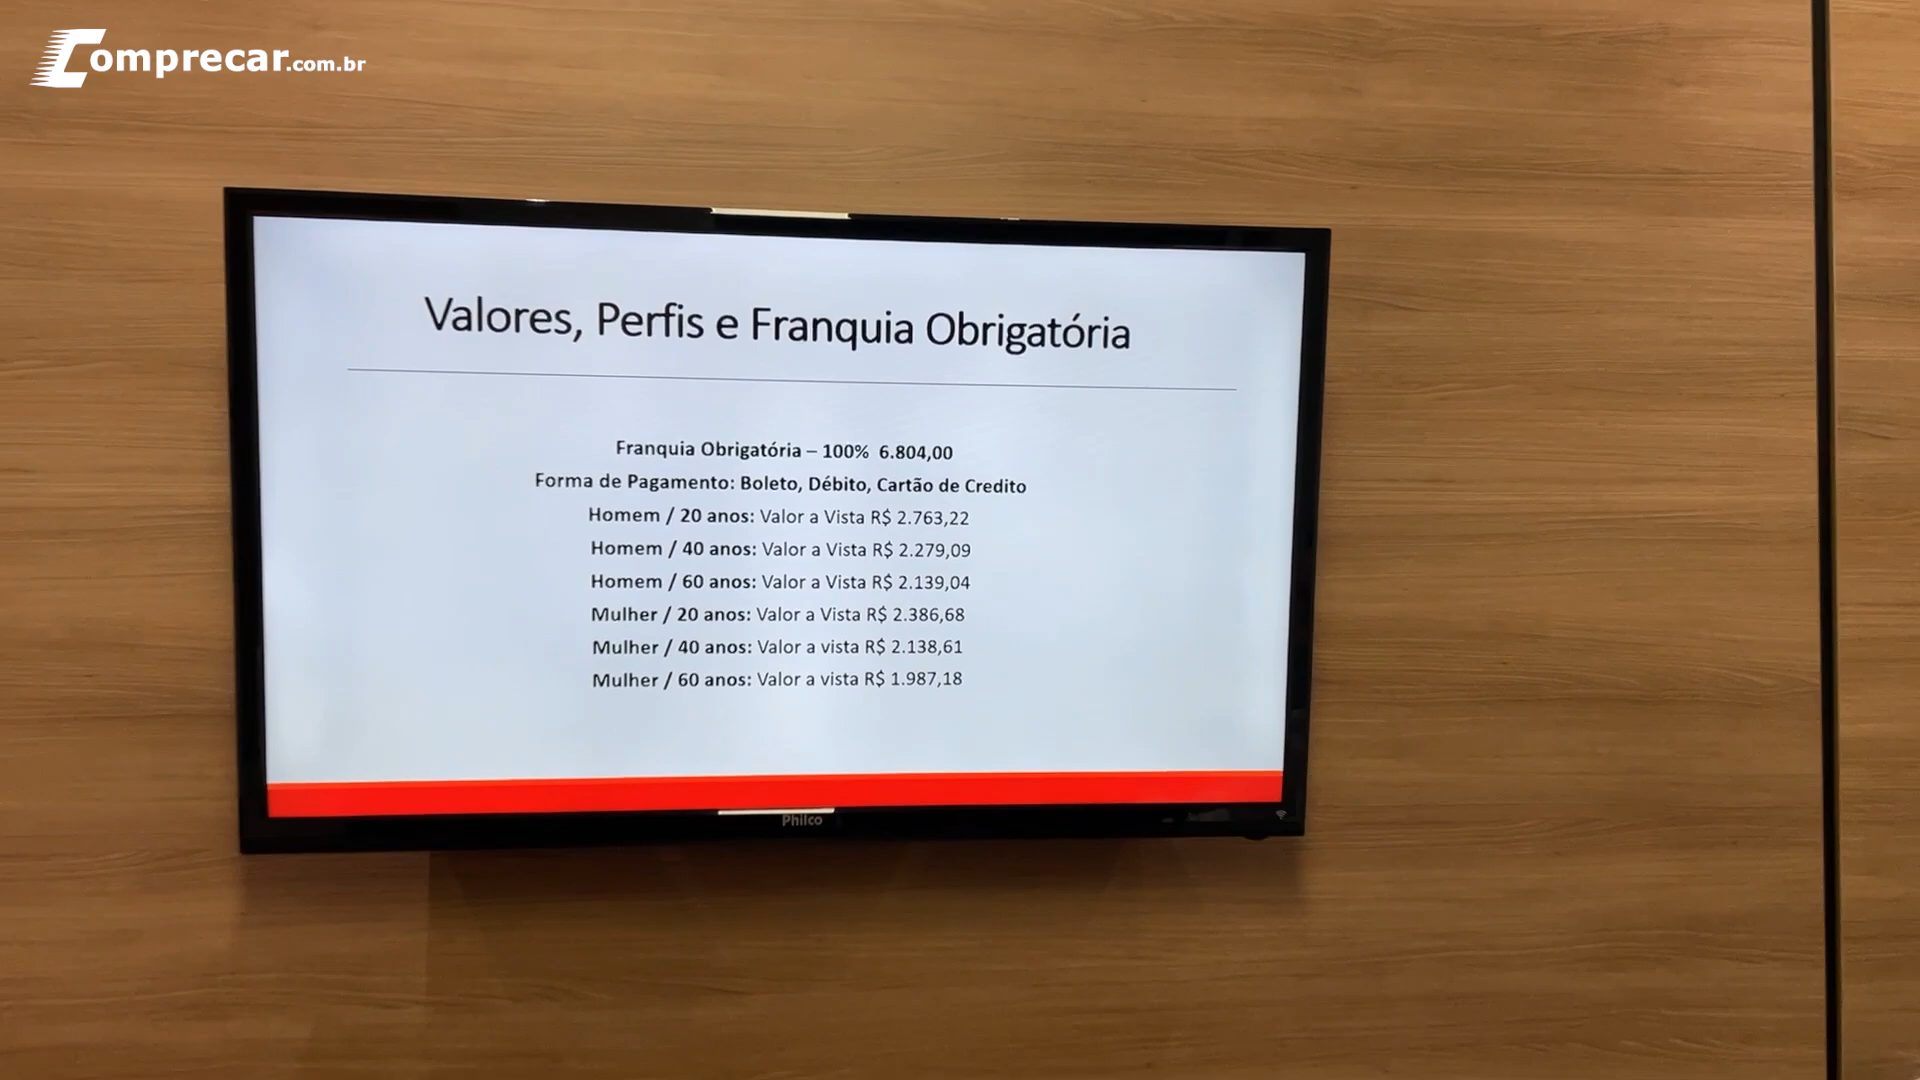 Comprecar.com.br
Valores, Perfis e Franquia Obrigatória
Franquia Obrigatória – 100% 6.804,00
Forma de Pagamento: Boleto, Débito, Cartão de Credito
Homem / 20 anos: Valor a Vista R$ 2.763,22
Homem / 40 anos: Valor a Vista R$ 2.279,09
Homem / 60 anos: Valor a Vista R$ 2.139,04
Mulher / 20 anos: Valor a Vista R$ 2.386,68
Mulher / 40 anos: Valor a vista R$ 2.138,61
Mulher / 60 anos: Valor a vista R$ 1.987,18
Philco